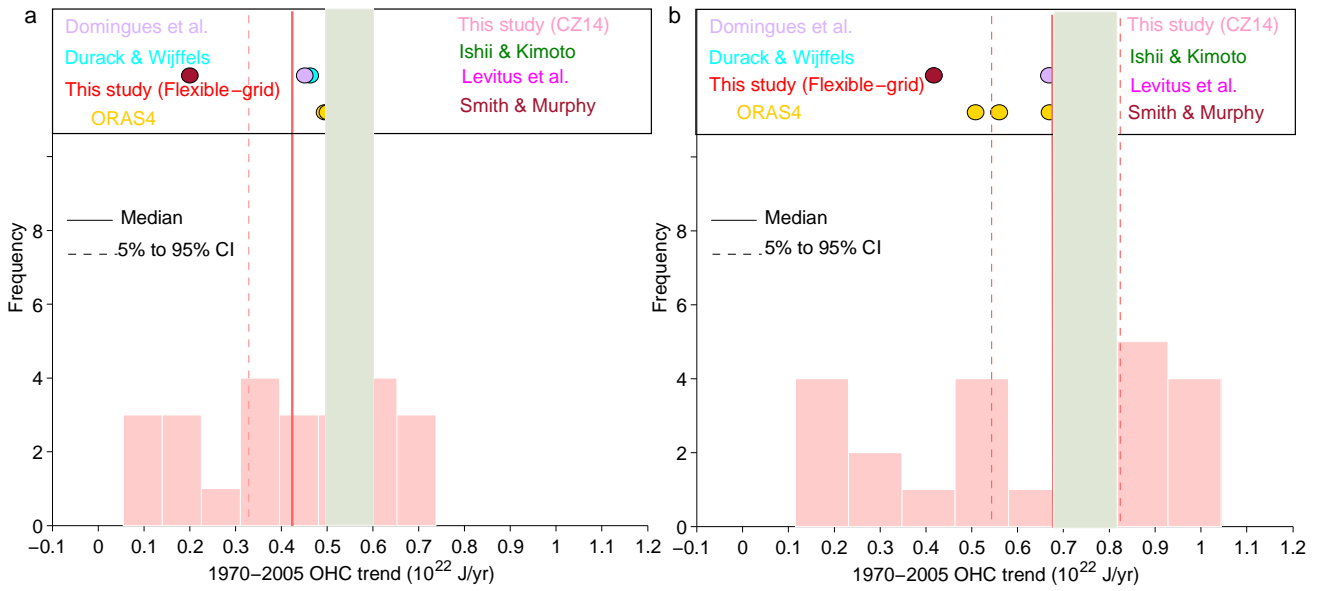 a
Domingues et al.
Durack & Wijffels
This study (Flexible−grid)
ORAS4
This study (CZ14)
Ishii & Kimoto
Levitus et al.
Smith & Murphy
Median
5% to 95% CI
Frequency
8
6
4
2
0
−0.1 0 0.1 0.2 0.3 0.4 0.5 0.6 0.7 0.8 0.9 1 1.1 1.2
1970−2005 OHC trend (10^22 J/yr)
b
Domingues et al.
Durack & Wijffels
This study (Flexible−grid)
ORAS4
This study (CZ14)
Ishii & Kimoto
Levitus et al.
Smith & Murphy
Median
5% to 95% CI
Frequency
8
6
4
2
0
−0.1 0 0.1 0.2 0.3 0.4 0.5 0.6 0.7 0.8 0.9 1 1.1 1.2
1970−2005 OHC trend (10^22 J/yr)